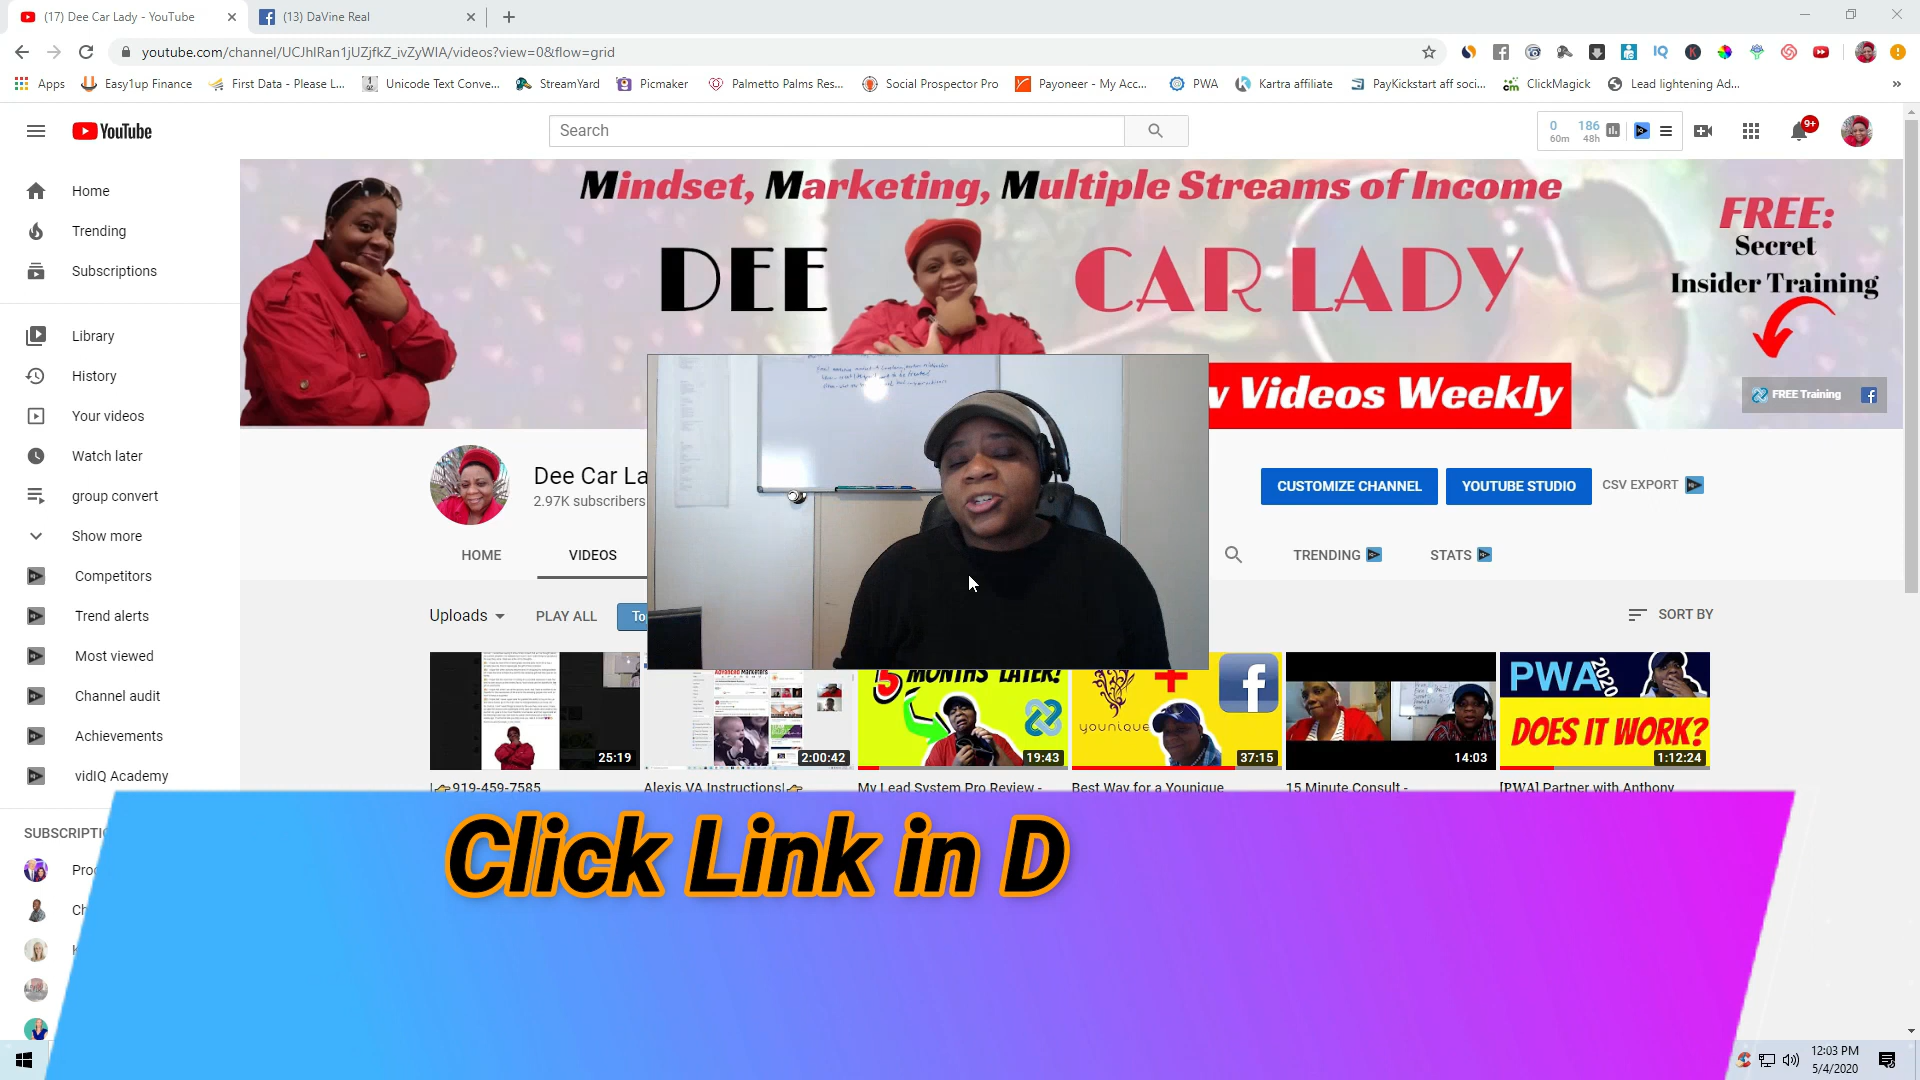 (17) Dee Car Lady - YouTube
(13) DaVine Real
youtube.com/channel/UCJhIRan1jUZjfkZ_ivZyWIA/videos?view=0&flow=grid
Apps
Easy1up Finance
First Data - Please L...
Unicode Text Conve...
StreamYard
Picmaker
Palmetto Palms Res...
Social Prospector Pro
Payoneer - My Acc...
PWA
Kartra affiliate
PayKickstart aff soci...
ClickMagick
Lead lightening Ad...
YouTube
Search
0 186
60m 48h
9+
Home
Trending
Subscriptions
Library
History
Your videos
Watch later
group convert
Show more
Competitors
Trend alerts
Most viewed
Channel audit
Achievements
vidIQ Academy
SUBSCRIPTIO
Mindset, Marketing, Multiple Streams of Income
DEE CAR LADY
FREE:
Secret
Insider Training
Videos Weekly
FREE Training
Dee Car La
2.97K subscribers
CUSTOMIZE CHANNEL
YOUTUBE STUDIO
CSV EXPORT
HOME
VIDEOS
TRENDING
STATS
Uploads
PLAY ALL
To
SORT BY
25:19
2:00:42
5 MONTHS LATER!
19:43
younique
37:15
14:03
PWA 2020
DOES IT WORK?
1:12:24
919-459-7585
Alexis VA Instructions|
My Lead System Pro Review -
Best Way for a Younique
15 Minute Consult -
[PWA] Partner with Anthony
Click Link in D
12:03 PM
5/4/2020